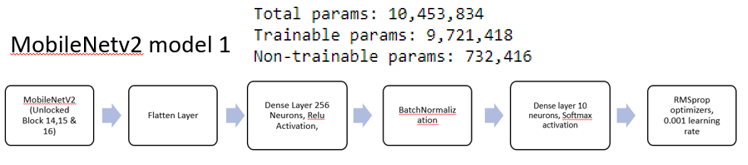 Total params: 10,453,834
Trainable params: 9,721,418
Non-trainable params: 732,416
MobileNetv2 model 1
MobileNetV2
(Unlocked
Block 14,15 &
16)
Flatten Layer
Dense Layer 256
Neurons, Relu
Activation,
BatchNormaliz
ation
Dense layer 10
neurons, Softmax
activation
RMSprop
optimizers,
0.001 learning
rate